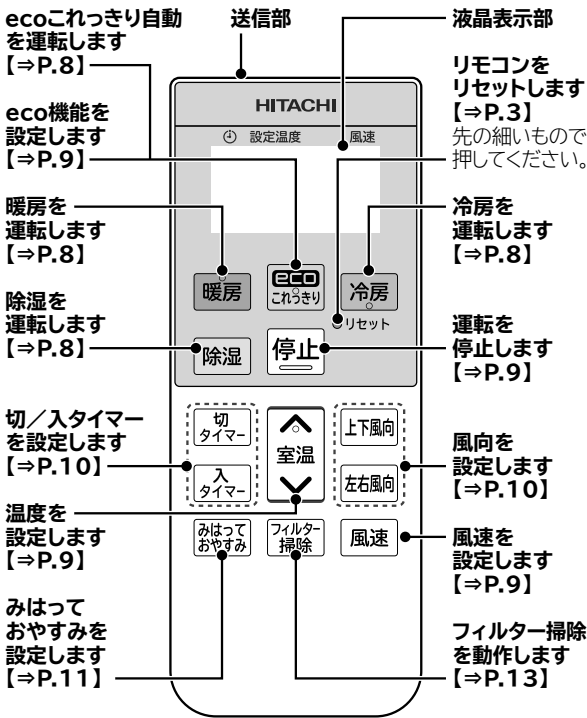 ecoこれっきり自動
を運転します
【⇒P.8】
eco機能を
設定します
【⇒P.9】
暖房を
運転します
【⇒P.8】
除湿を
運転します
【⇒P.8】
切／入タイマー
を設定します
【⇒P.10】
温度を
設定します
【⇒P.9】
みはって
おやすみを
設定します
【⇒P.11】
送信部
HITACHI
設定温度
風速
暖房
eco
これっきり
冷房
リセット
除湿
停止
切
タイマー
室温
上下風向
入
タイマー
左右風向
みはって
おやすみ
フィルター
掃除
風速
液晶表示部
リモコンを
リセットします
【⇒P.3】
先の細いもので
押してください。
冷房を
運転します
【⇒P.8】
運転を
停止します
【⇒P.9】
風向を
設定します
【⇒P.10】
風速を
設定します
【⇒P.9】
フィルター掃除
を動作します
【⇒P.13】